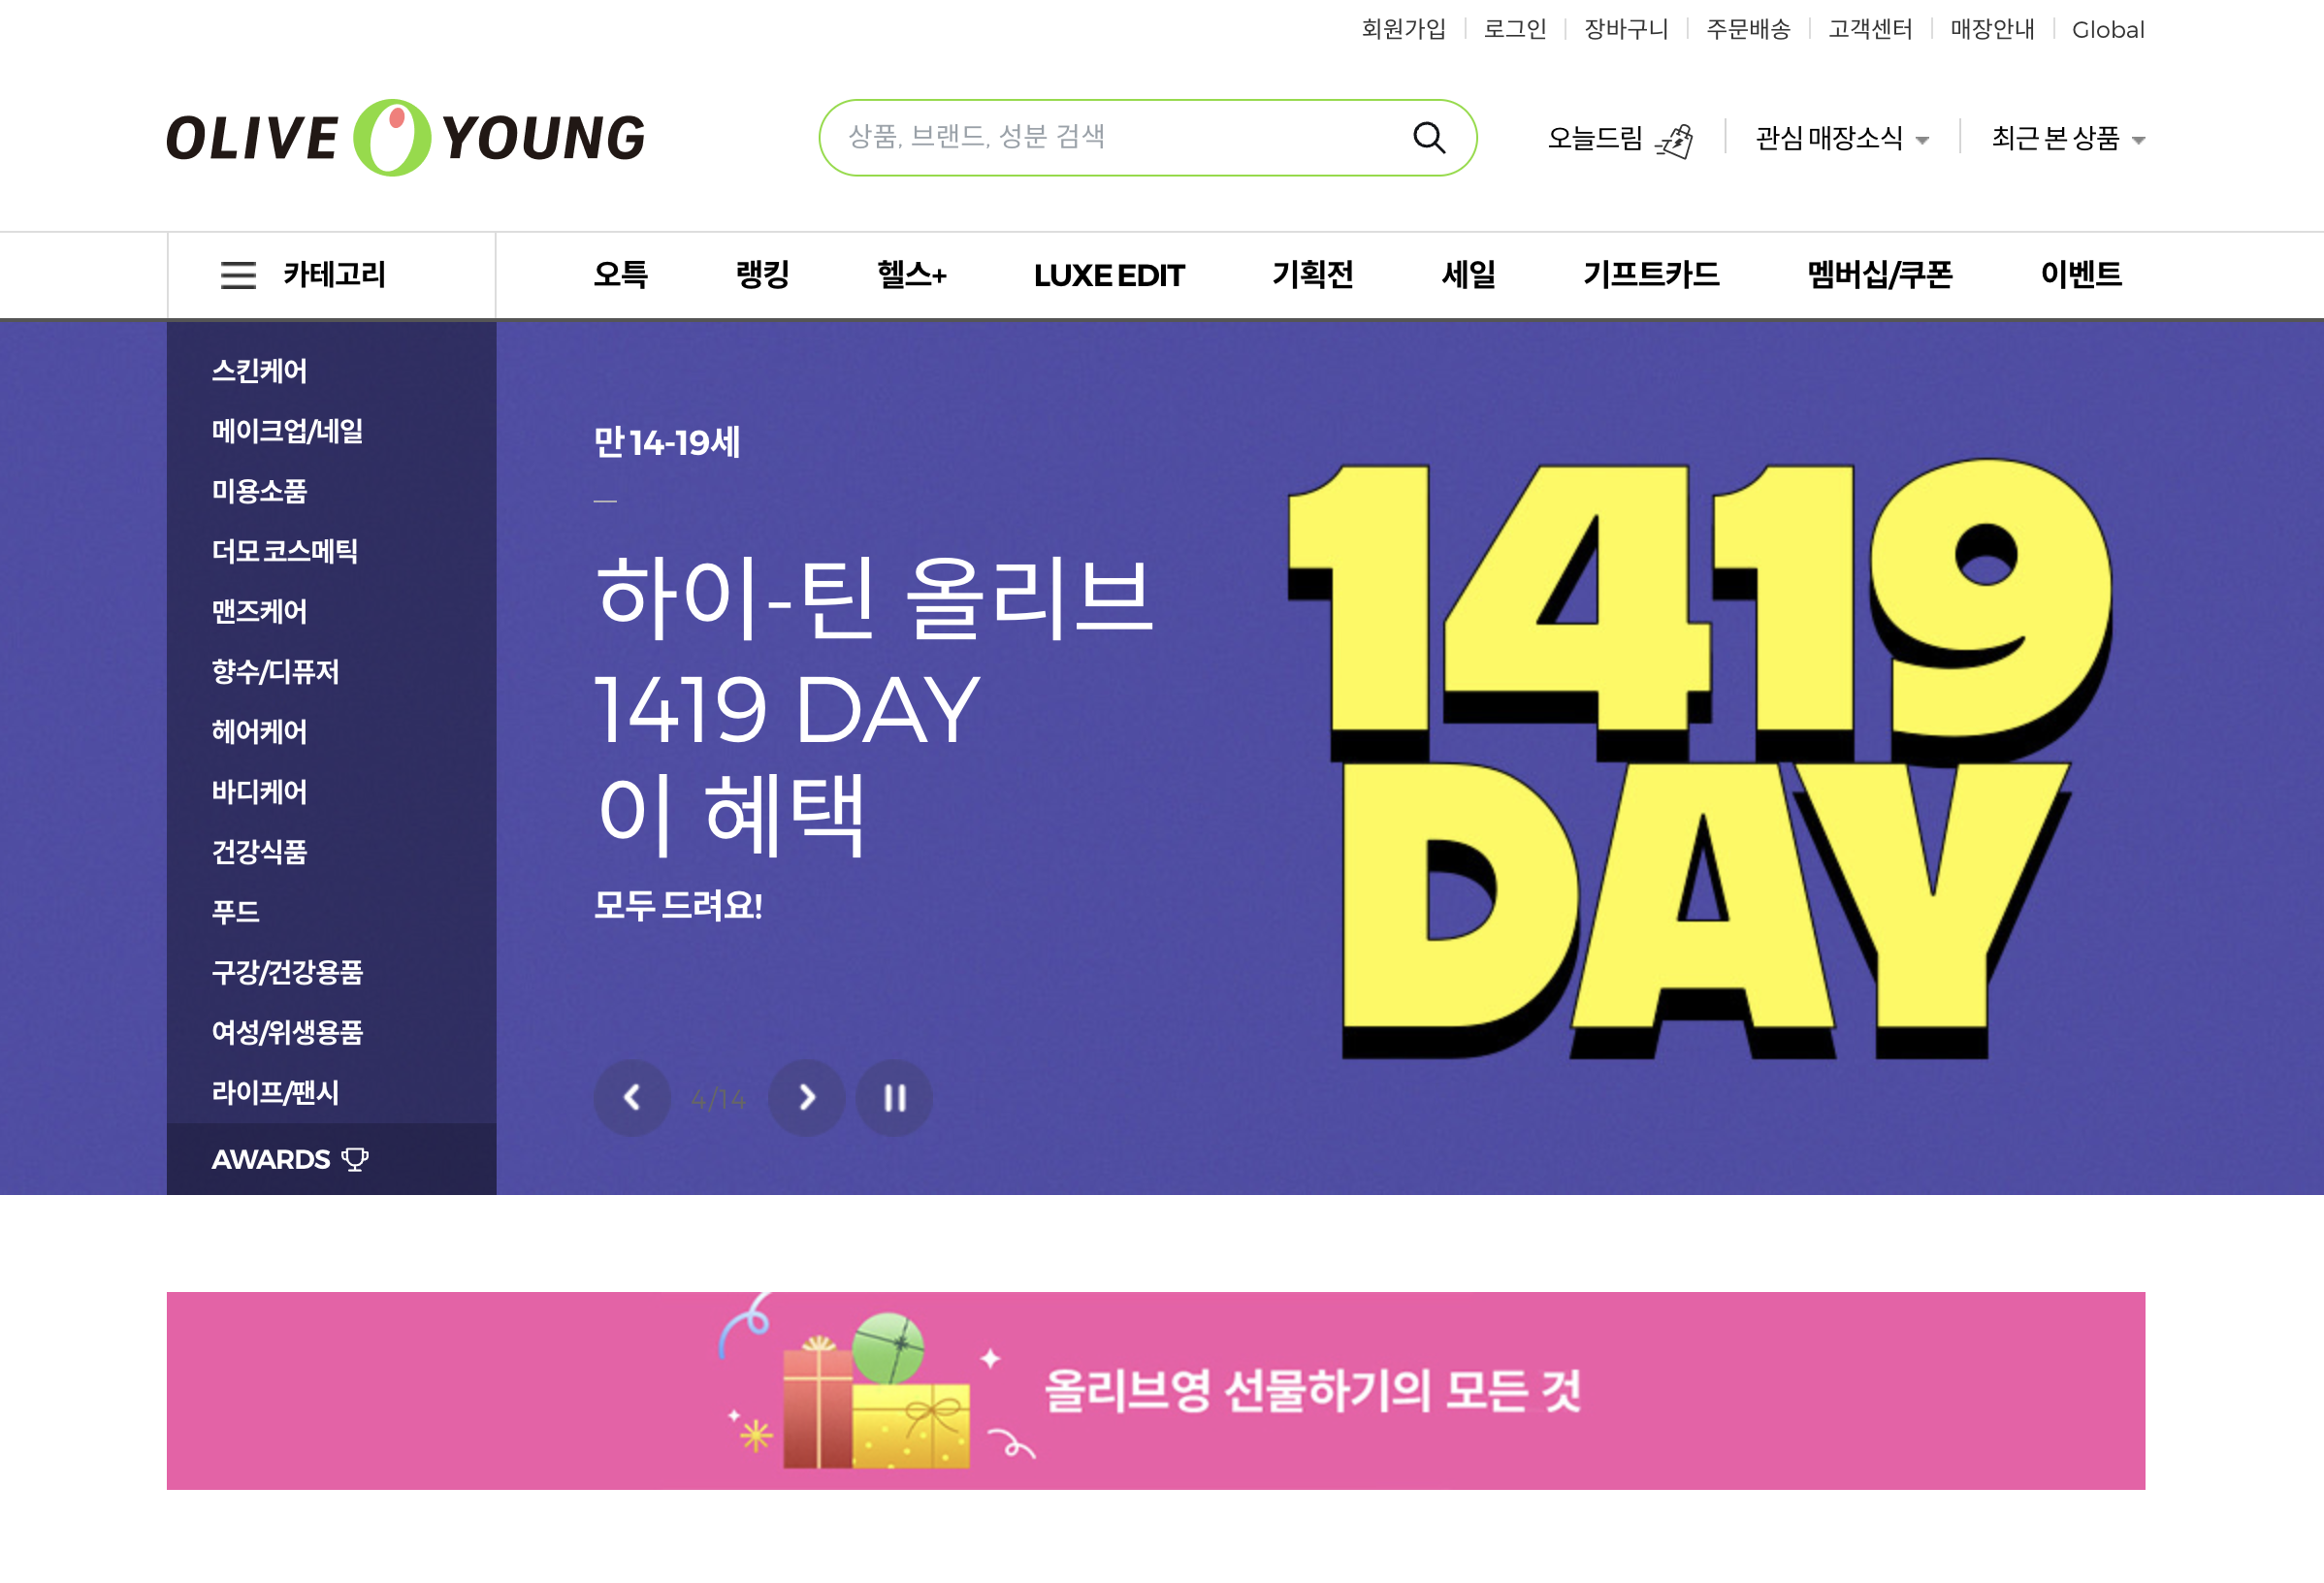 회원가입 로그인 장바구니 주문배송 고객센터 매장안내 Global
OLIVE YOUNG
상품, 브랜드, 성분 검색
오늘드림 관심 매장소식 최근 본 상품
카테고리 오특 랭킹 헬스+ LUXE EDIT 기획전 세일 기프트카드 멤버십/쿠폰 이벤트
스킨케어
메이크업/네일
미용소품
더모 코스메틱
맨즈케어
향수/디퓨저
헤어케어
바디케어
건강식품
푸드
구강/건강용품
여성/위생용품
라이프/팬시
AWARDS
만 14-19세
하이-틴 올리브
1419 DAY
이 혜택
모두 드려요!
4/14
1419
DAY
올리브영 선물하기의 모든 것